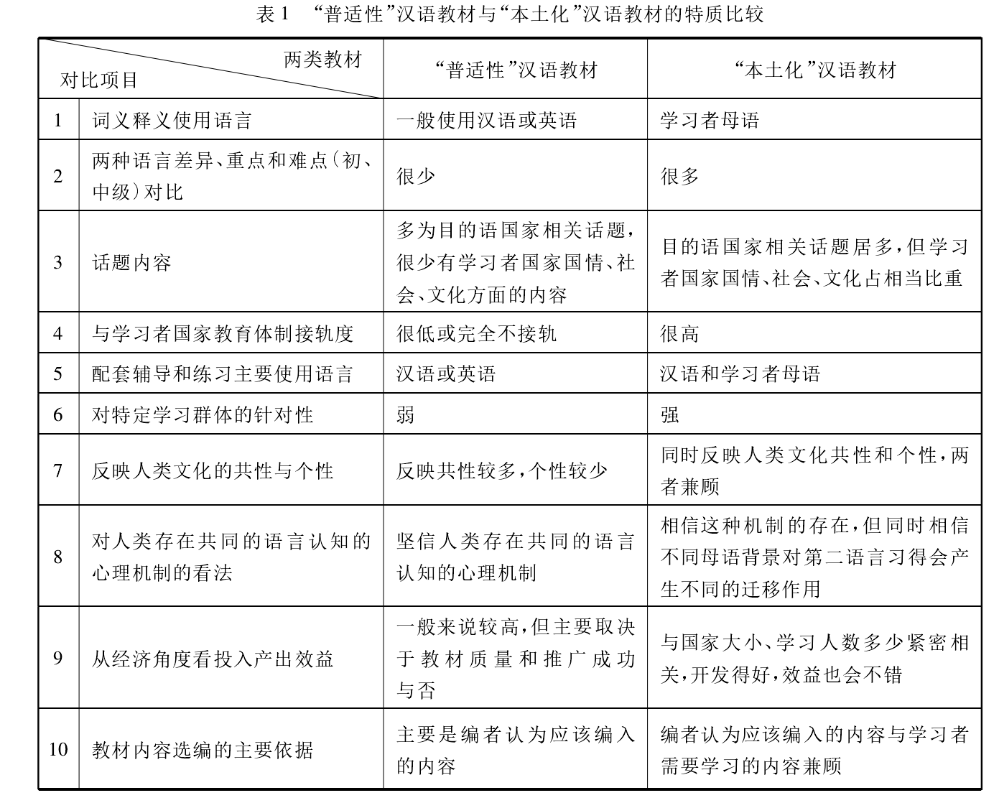 表1 “普适性”汉语教材与“本土化”汉语教材的特质比较
两类教材
对比项目
“普适性”汉语教材
“本土化”汉语教材
1
词义释义使用语言
一般使用汉语或英语
学习者母语
2
两种语言差异、重点和难点(初、
中级)对比
很少
很多
3
话题内容
多为目的语国家相关话题,
很少有学习者国家国情、社
会、文化方面的内容
目的语国家相关话题居多,但学习
者国家国情、社会、文化占相当比重
4
与学习者国家教育体制接轨度
很低或完全不接轨
很高
5
配套辅导和练习主要使用语言
汉语或英语
汉语和学习者母语
6
对特定学习群体的针对性
弱
强
7
反映人类文化的共性与个性
反映共性较多,个性较少
同时反映人类文化共性和个性,两
者兼顾
8
对人类存在共同的语言认知的
心理机制的看法
坚信人类存在共同的语言
认知的心理机制
相信这种机制的存在,但同时相信
不同母语背景对第二语言习得会产
生不同的迁移作用
9
从经济角度看投入产出效益
一般来说较高,但主要取决
于教材质量和推广成功
与否
与国家大小、学习人数多少紧密相
关,开发得好,效益也会不错
10
教材内容选编的主要依据
主要是编者认为应该编入
的内容
编者认为应该编入的内容与学习者
需要学习的内容兼顾